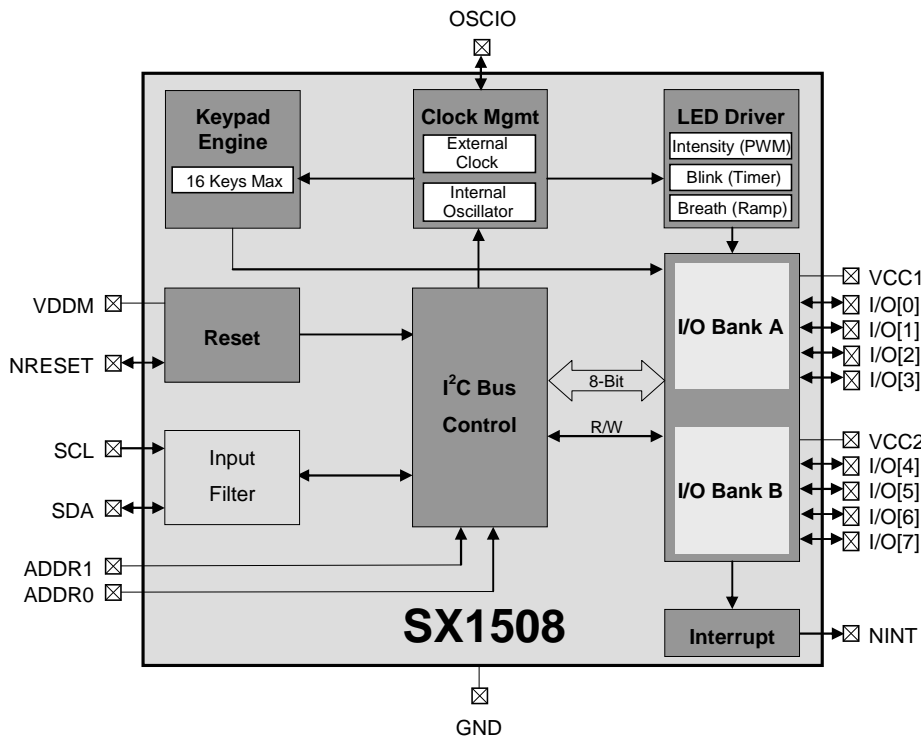 OSCIO
Keypad
Engine
16 Keys Max
Clock Mgmt
External
Clock
Internal
Oscillator
LED Driver
Intensity (PWM)
Blink (Timer)
Breath (Ramp)
VDDM
NRESET
Reset
SCL
SDA
Input
Filter
ADDR1
ADDR0
I²C Bus
Control
8-Bit
R/W
I/O Bank A
I/O Bank B
VCC1
I/O[0]
I/O[1]
I/O[2]
I/O[3]
VCC2
I/O[4]
I/O[5]
I/O[6]
I/O[7]
SX1508
Interrupt
NINT
GND